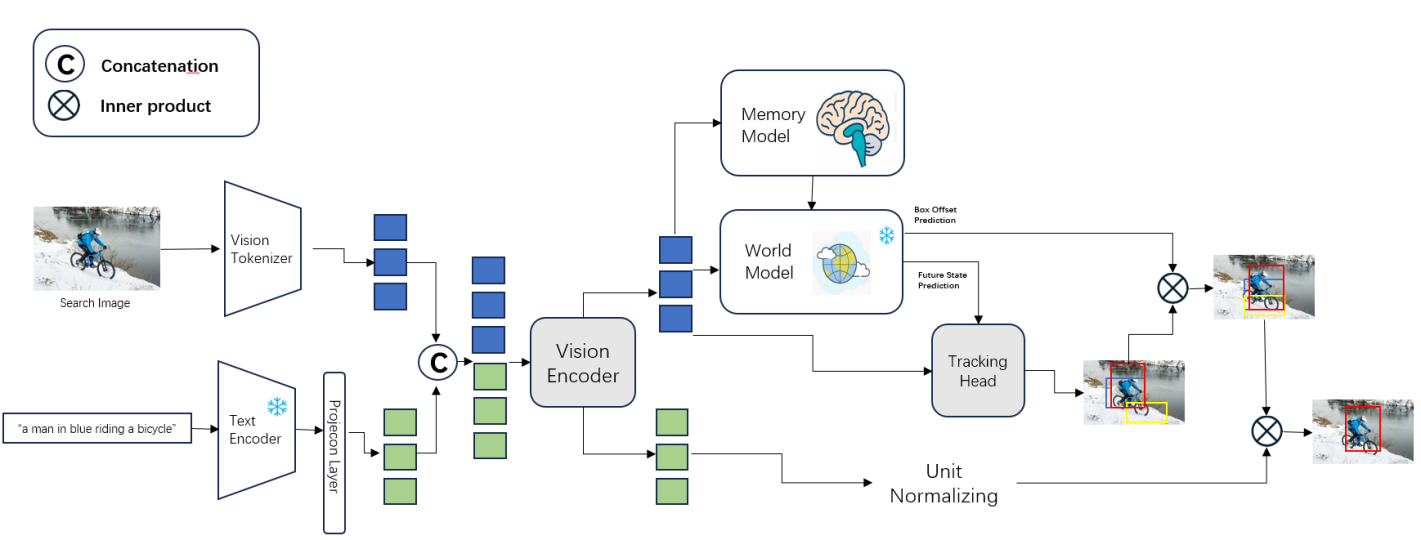 C Concatenation
Inner product
Memory
Model
Box Offset
Prediction
World
Model
Future State
Prediction
Vision
Tokenizer
Search Image
C
Vision
Encoder
Tracking
Head
"a man in blue riding a bicycle"
Text
Encoder
Projecon Layer
Unit
Normalizing